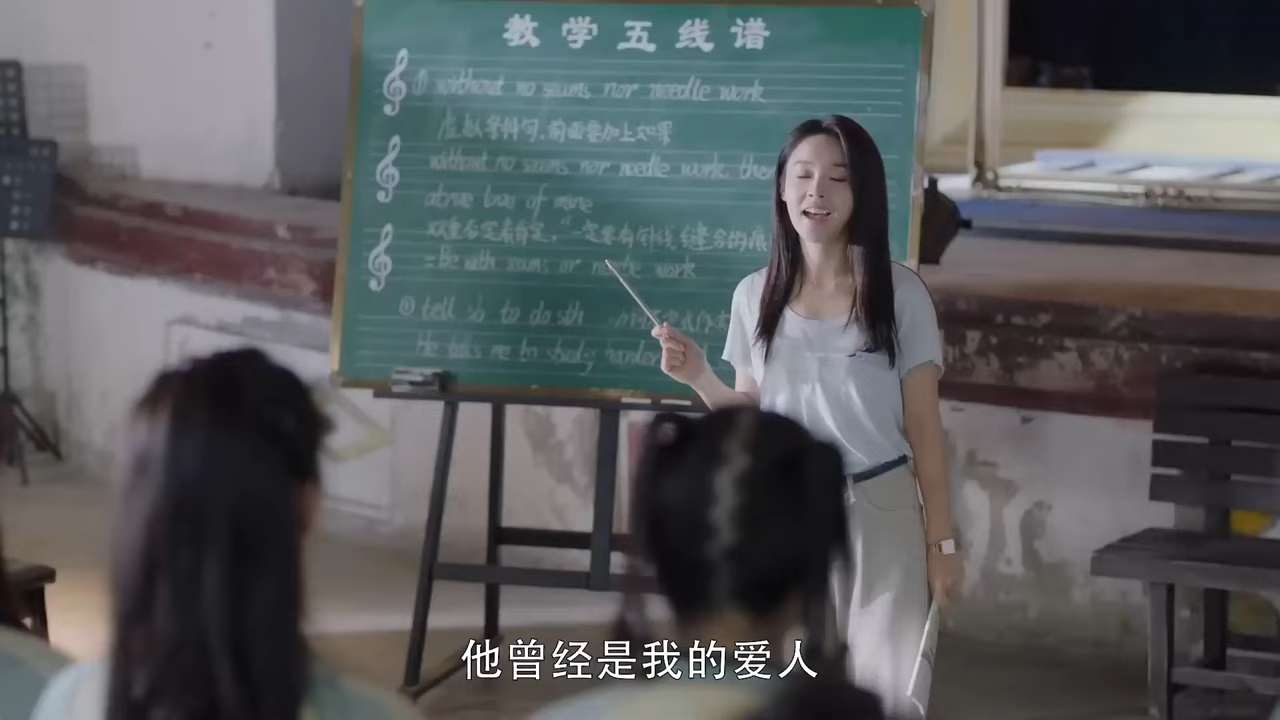 教学五线谱
① without no seams nor needle work
虚拟条件句,前面要加上如果
without no seams nor needle work, then
a true love of mine
双重否定表肯定,"一定要有针线缝合的痕
= Be with seams or needle work
② tell sb to do sth
He tells me to study harder
他曾经是我的爱人